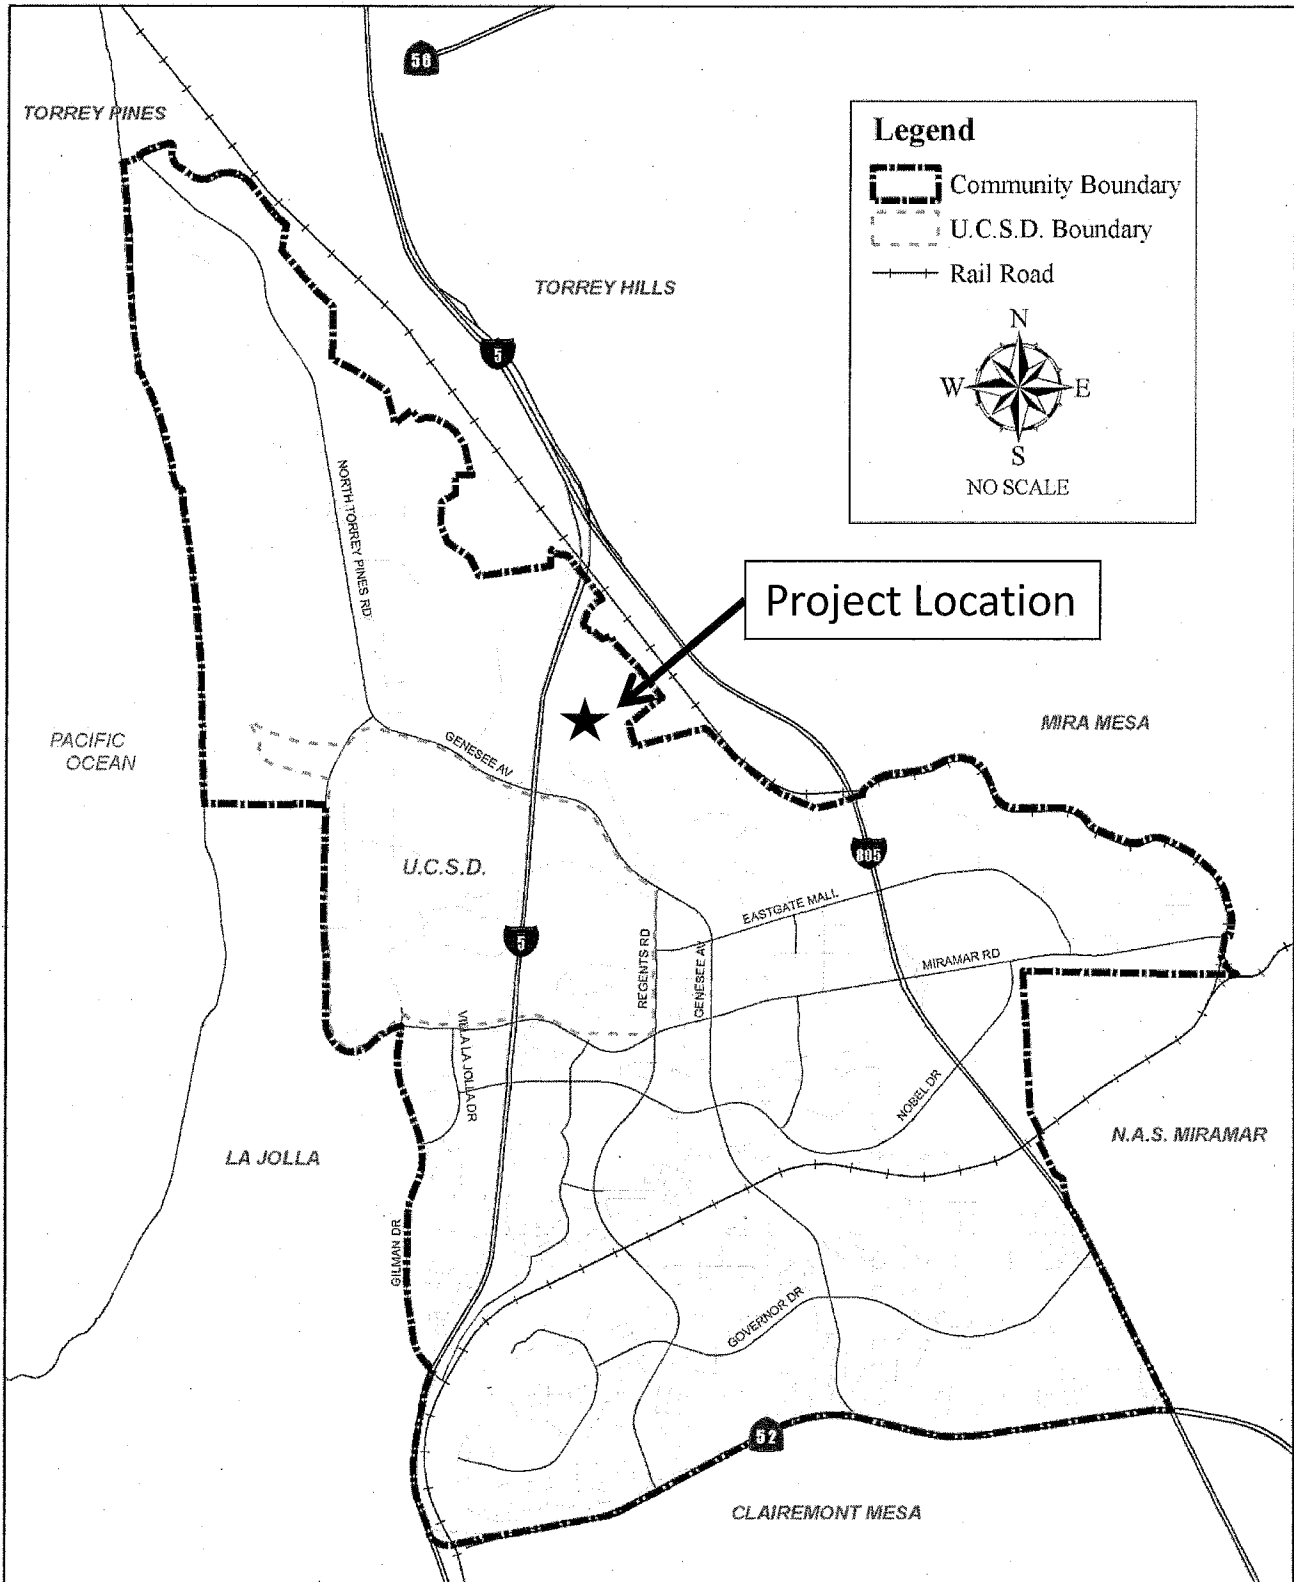 56
TORREY PINES
Legend
Community Boundary
U.C.S.D. Boundary
Rail Road
N
W
E
S
NO SCALE
TORREY HILLS
5
NORTH TORREY PINES RD
Project Location
PACIFIC
OCEAN
GENESEE AV
MIRA MESA
U.C.S.D.
805
EASTGATE MALL
5
REGENTS RD
GENESEE AV
MIRAMAR RD
VILLA LA JOLLA DR
NOBEL DR
LA JOLLA
N.A.S. MIRAMAR
GILMAN DR
GOVERNOR DR
52
CLAIREMONT MESA